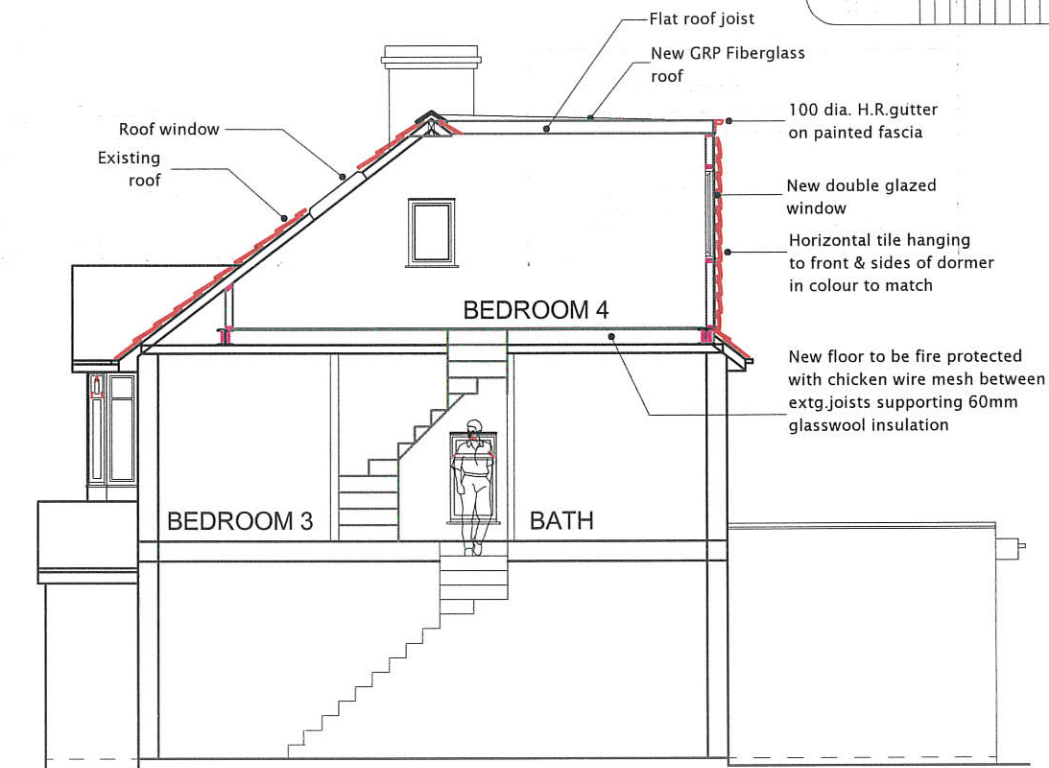 Flat roof joist
New GRP Fiberglass
roof
100 dia. H.R.gutter
on painted fascia
Roof window
Existing
roof
New double glazed
window
Horizontal tile hanging
to front & sides of dormer
in colour to match
BEDROOM 4
New floor to be fire protected
with chicken wire mesh between
extg.joists supporting 60mm
glasswool insulation
BEDROOM 3
BATH